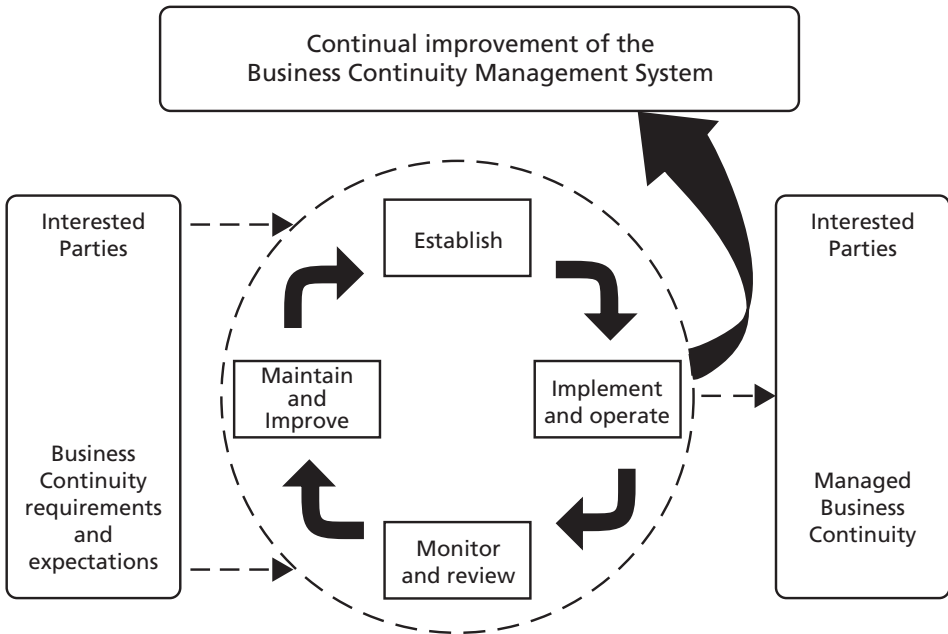 Continual improvement of the
Business Continuity Management System
Interested
Parties
Business
Continuity
requirements
and
expectations
Establish
Implement
and operate
Monitor
and review
Maintain
and
Improve
Interested
Parties
Managed
Business
Continuity